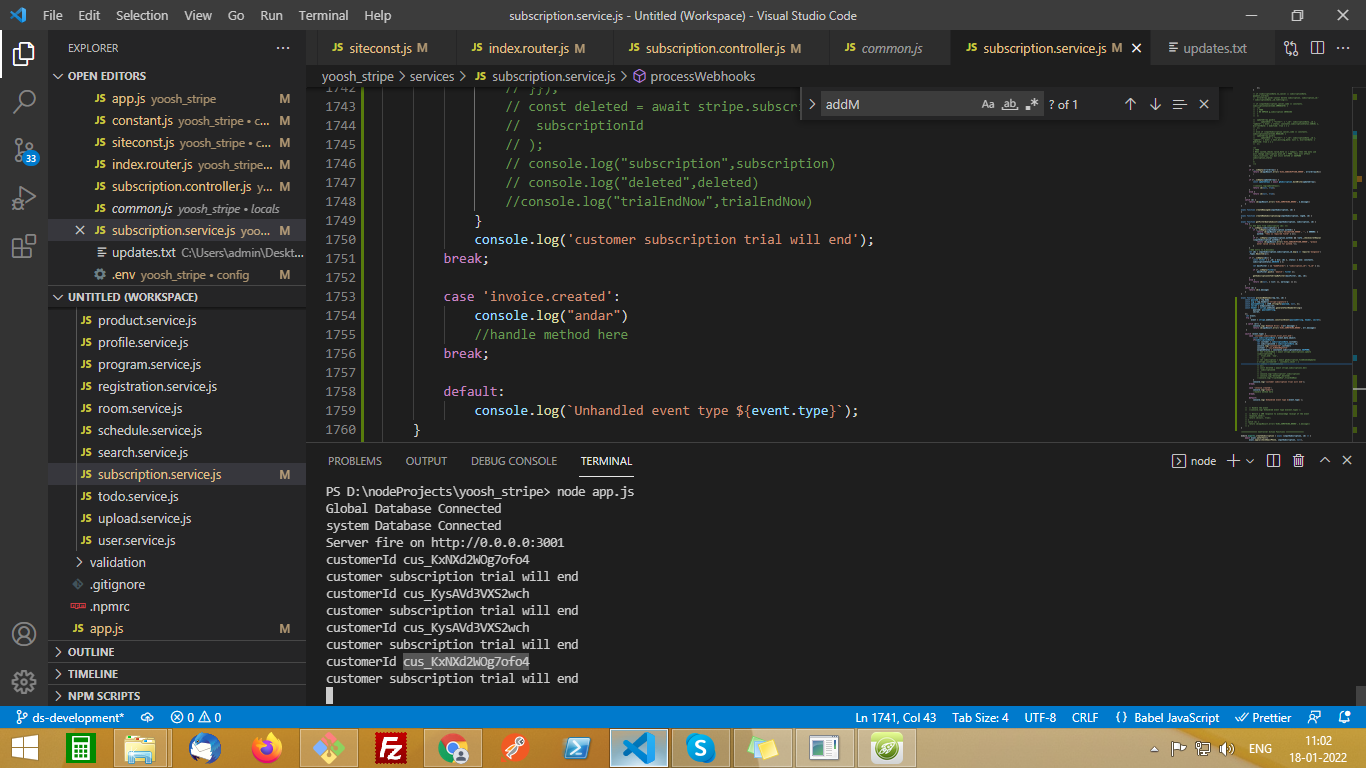 File Edit Selection View Go Run Terminal Help
subscription.service.js - Untitled (Workspace) - Visual Studio Code
EXPLORER
OPEN EDITORS
JS app.js yoosh_stripe M
JS constant.js yoosh_stripe • c... M
JS siteconst.js yoosh_stripe • c... M
JS index.router.js yoosh_stripe... M
JS subscription.controller.js y... M
JS common.js yoosh_stripe • locals
JS subscription.service.js yoo... M
updates.txt C:\Users\admin\Deskt...
.env yoosh_stripe • config M
UNTITLED (WORKSPACE)
JS product.service.js
JS profile.service.js
JS program.service.js
JS registration.service.js
JS room.service.js
JS schedule.service.js
JS search.service.js
JS subscription.service.js M
JS todo.service.js
JS upload.service.js
JS user.service.js
validation
.gitignore
.npmrc
JS app.js M
OUTLINE
TIMELINE
NPM SCRIPTS
33
JS siteconst.js M
JS index.router.js M
JS subscription.controller.js M
JS common.js
JS subscription.service.js M
updates.txt
yoosh_stripe > services > JS subscription.service.js > processWebhooks
addM Aa ab ? of 1
1742 // }});
1743 // const deleted = await stripe.subscr
1744 //  subscriptionId
1745 // );
1746 // console.log("subscription",subscription)
1747 // console.log("deleted",deleted)
1748 //console.log("trialEndNow",trialEndNow)
1749 }
1750 console.log('customer subscription trial will end');
1751 break;
1752
1753 case 'invoice.created':
1754 console.log("andar")
1755 //handle method here
1756 break;
1757
1758 default:
1759 console.log(`Unhandled event type ${event.type}`);
1760 }
PROBLEMS OUTPUT DEBUG CONSOLE TERMINAL
node
PS D:\nodeProjects\yoosh_stripe> node app.js
Global Database Connected
system Database Connected
Server fire on http://0.0.0.0:3001
customerId cus_KxNXd2WOg7ofo4
customer subscription trial will end
customerId cus_KysAVd3VXS2wch
customer subscription trial will end
customerId cus_KysAVd3VXS2wch
customer subscription trial will end
customerId cus_KxNXd2WOg7ofo4
customer subscription trial will end
ds-development* 0 0 Ln 1741, Col 43 Tab Size: 4 UTF-8 CRLF {} Babel JavaScript Prettier
ENG
11:02
18-01-2022